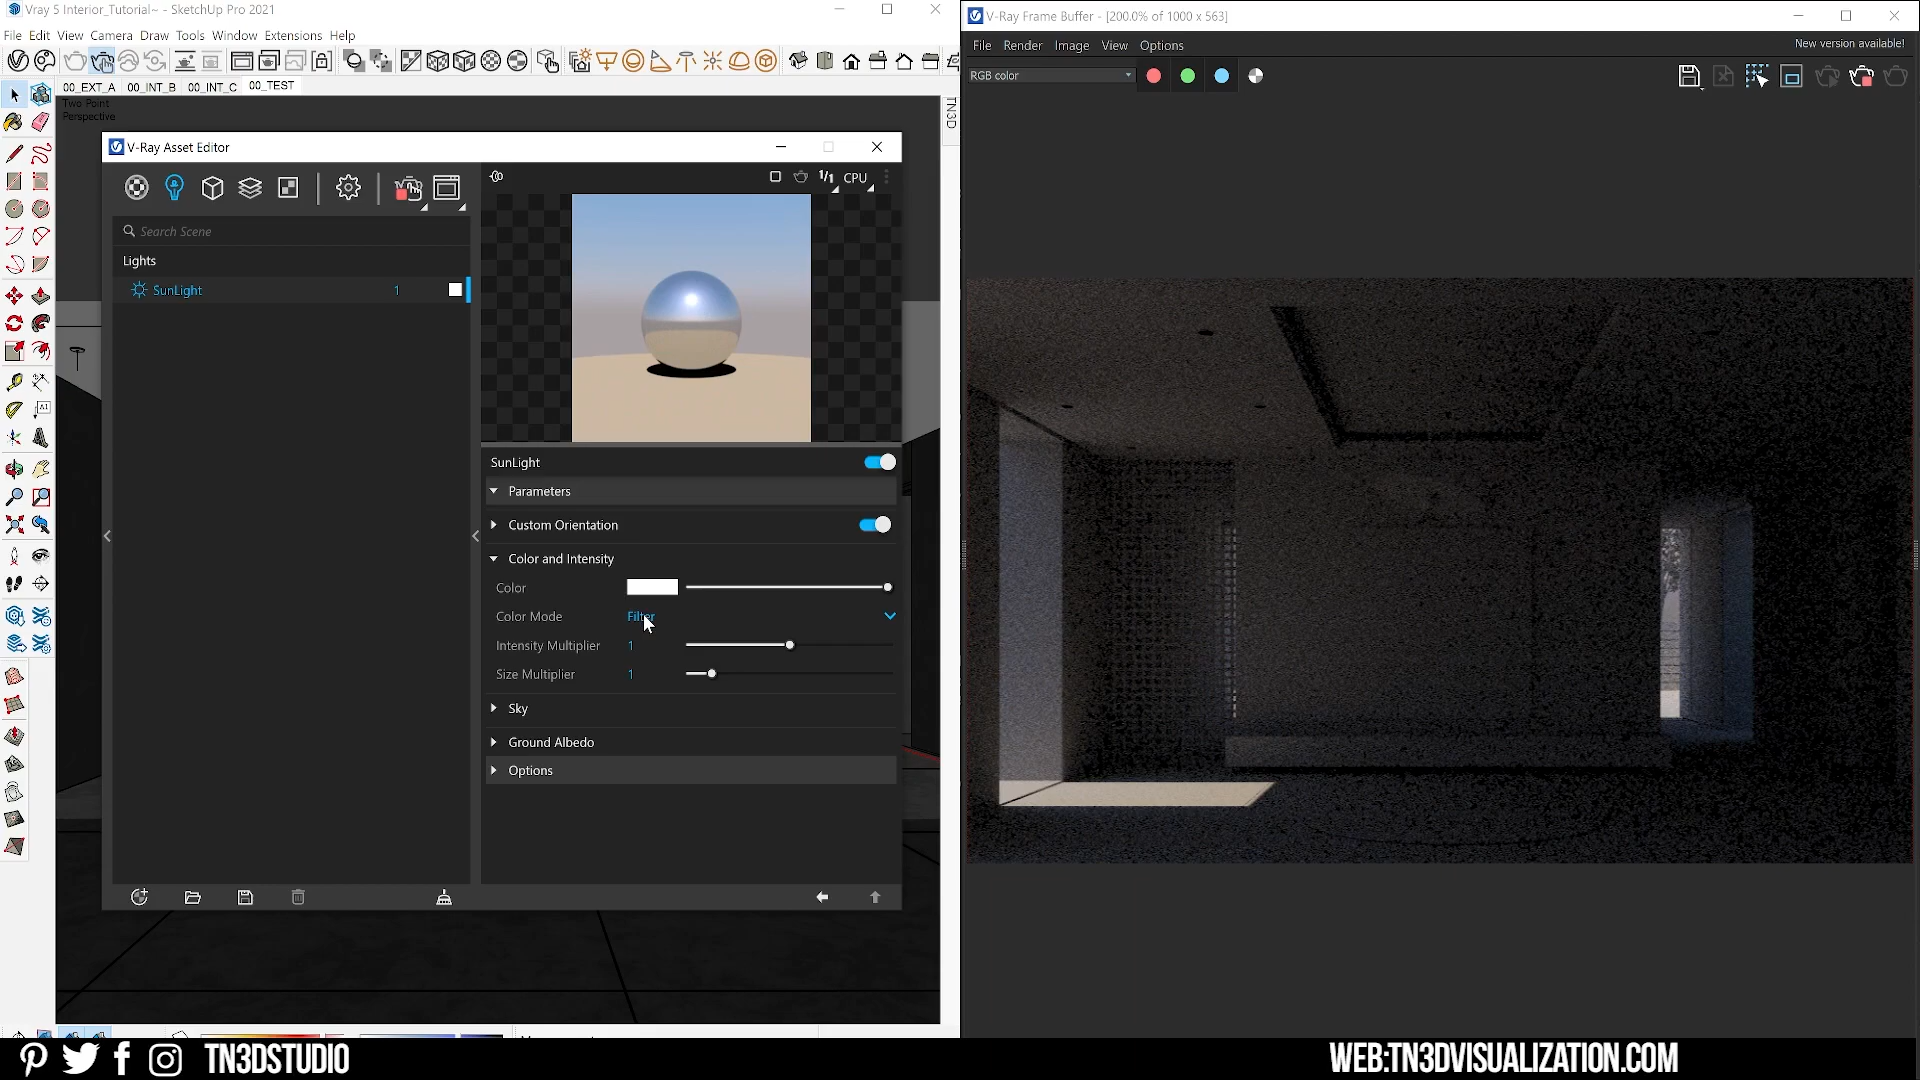 Vray 5 Interior_Tutorial~ - SketchUp Pro 2021
File Edit View Camera Draw Tools Window Extensions Help
00_EXT_A 00_INT_B 00_INT_C 00_TEST
Two Point
Perspective
TN3D
V-Ray Asset Editor
1/1 CPU
Search Scene
Lights
SunLight 1
SunLight
Parameters
Custom Orientation
Color and Intensity
Color
Color Mode Filter
Intensity Multiplier 1
Size Multiplier 1
Sky
Ground Albedo
Options
V-Ray Frame Buffer - [200.0% of 1000 x 563]
File Render Image View Options
New version available!
RGB color
TN3DSTUDIO
WEB:TN3DVISUALIZATION.COM